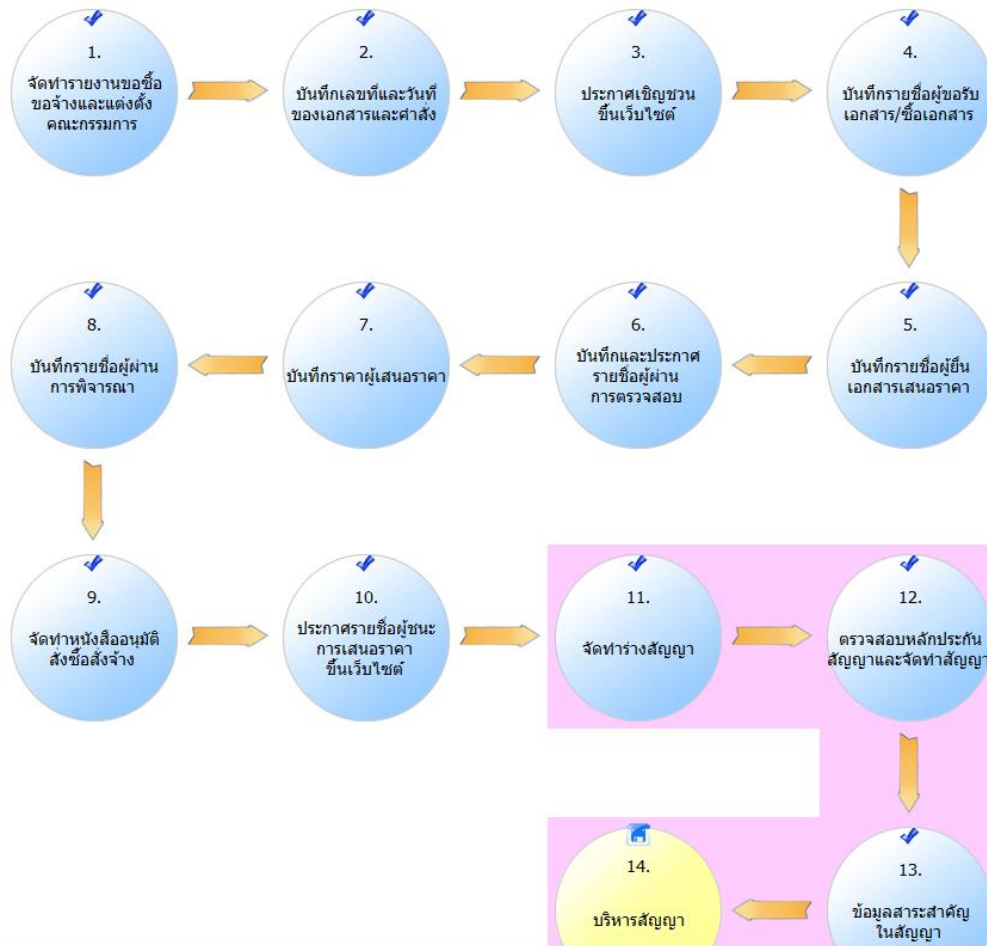 1.
จัดทำรายงานขอซื้อ
ขอจ้างและแต่งตั้ง
คณะกรรมการ
2.
บันทึกเลขที่และวันที่
ของเอกสารและคำสั่ง
3.
ประกาศเชิญชวน
ขึ้นเว็บไซต์
4.
บันทึกรายชื่อผู้ขอรับ
เอกสาร/ซื้อเอกสาร
5.
บันทึกรายชื่อผู้ยื่น
เอกสารเสนอราคา
6.
บันทึกและประกาศ
รายชื่อผู้ผ่าน
การตรวจสอบ
7.
บันทึกราคาผู้เสนอราคา
8.
บันทึกรายชื่อผู้ผ่าน
การพิจารณา
9.
จัดทำหนังสืออนุมัติ
สั่งซื้อสั่งจ้าง
10.
ประกาศรายชื่อผู้ชนะ
การเสนอราคา
ขึ้นเว็บไซต์
11.
จัดทำร่างสัญญา
12.
ตรวจสอบหลักประกัน
สัญญาและจัดทำสัญญา
13.
ข้อมูลสาระสำคัญ
ในสัญญา
14.
บริหารสัญญา